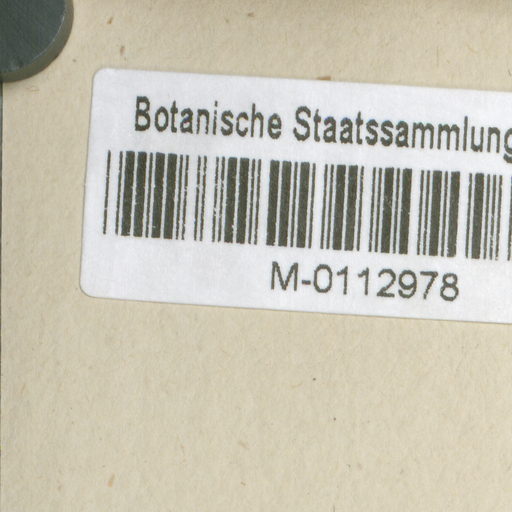 Botanische Staatssammlung
M-0112978